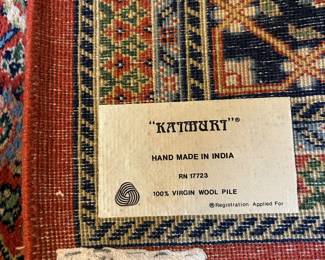 "KAIMURI"®
HAND MADE IN INDIA
RN 17723
100% VIRGIN WOOL PILE
®Registration Applied For